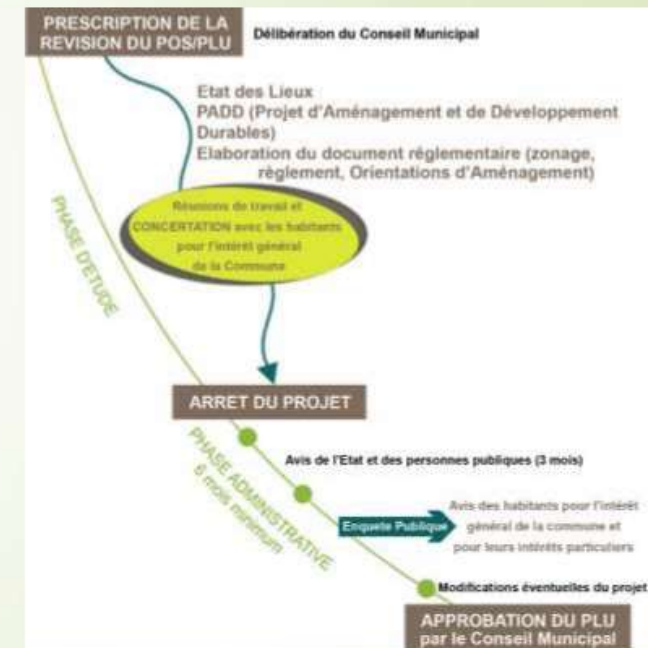 PRESCRIPTION DE LA
REVISION DU POS/PLU
Délibération du Conseil Municipal
Etat des Lieux
PADD (Projet d'Aménagement et de Développement
Durables)
Elaboration du document réglementaire (zonage,
règlement, Orientations d'Aménagement)
Réunions de travail et
CONCERTATION avec les habitants
pour l'intérêt général
de la Commune
PHASE D'ETUDE
ARRET DU PROJET
PHASE ADMINISTRATIVE
6 mois minimum
Avis de l'Etat et des personnes publiques (3 mois)
Enquete Publique
Avis des habitants pour l'intérêt
général de la commune et
pour leurs intérêts particuliers
Modifications éventuelles du projet
APPROBATION DU PLU
par le Conseil Municipal